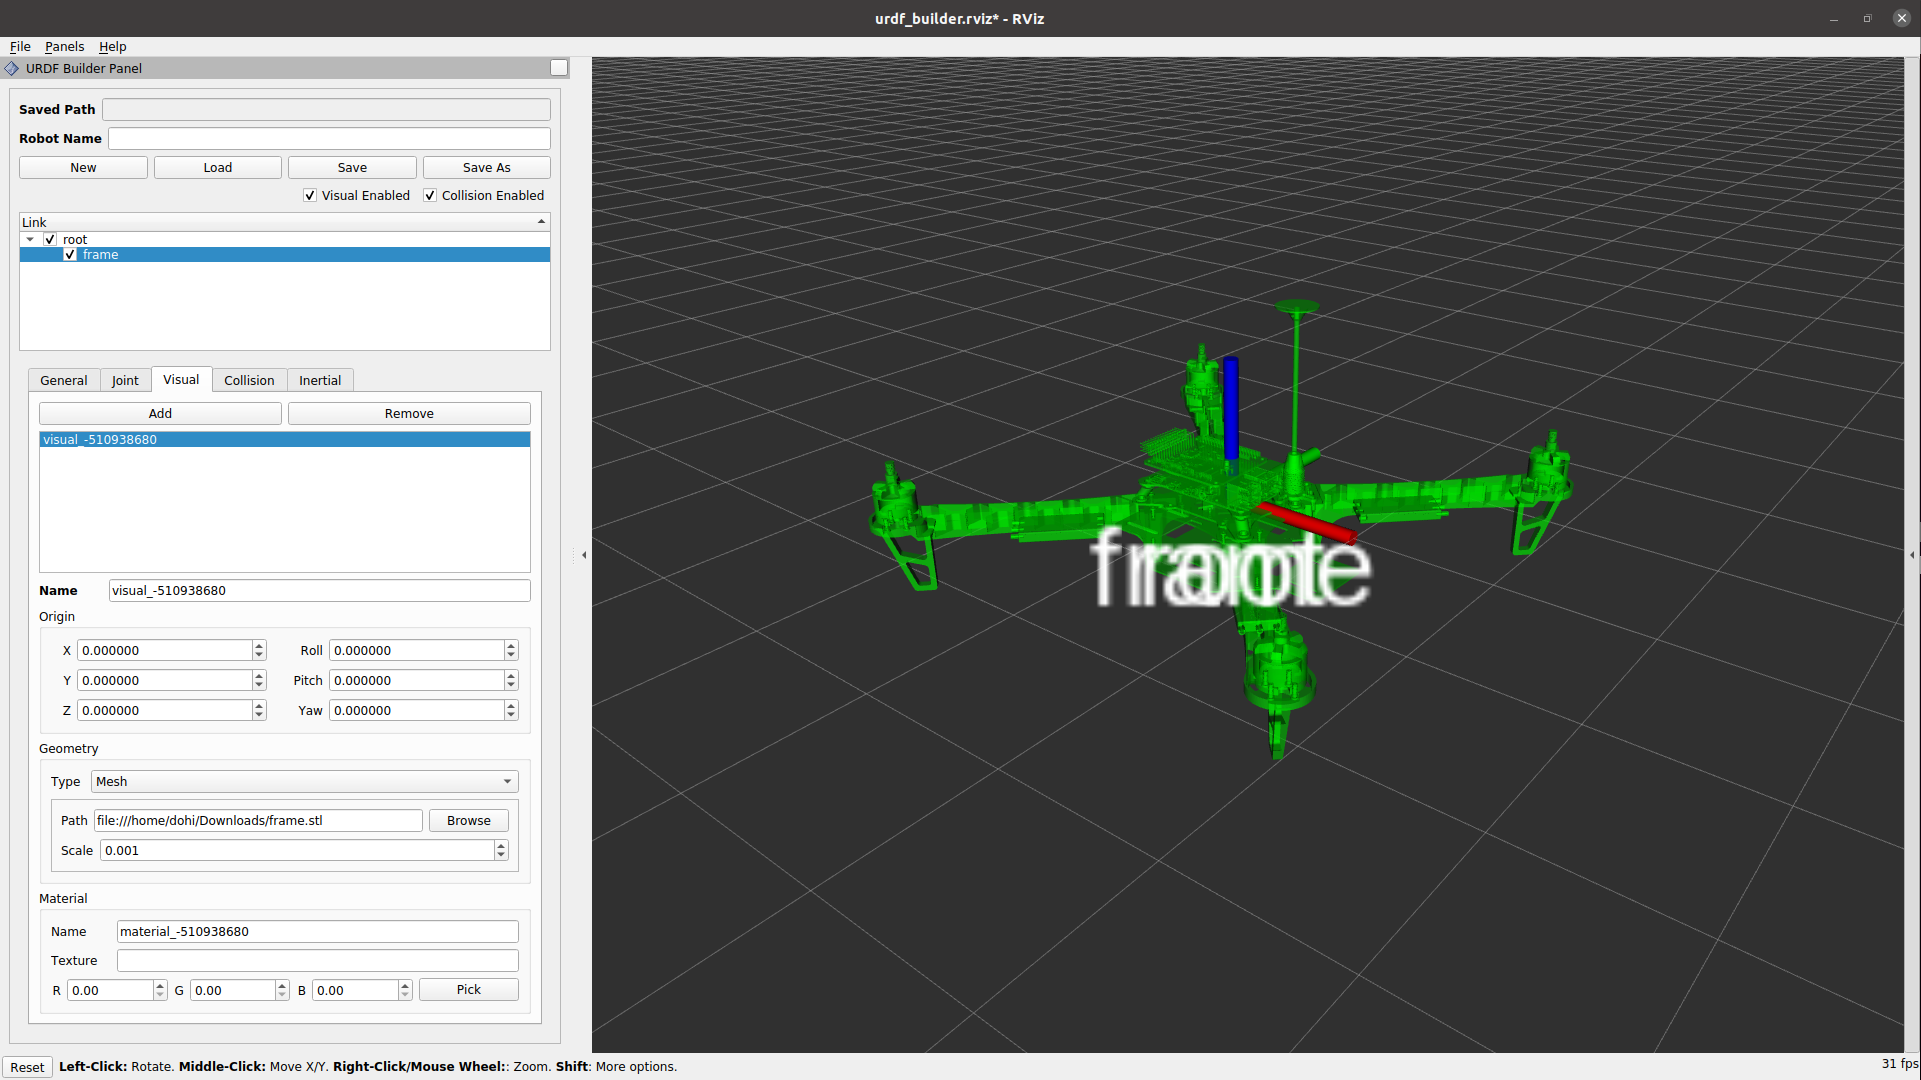 urdf_builder.rviz* - RViz
File Panels Help
URDF Builder Panel
Saved Path
Robot Name
New Load Save Save As
Visual Enabled Collision Enabled
Link
root
frame
General Joint Visual Collision Inertial
Add Remove
visual_-510938680
Name visual_-510938680
Origin
X 0.000000 Roll 0.000000
Y 0.000000 Pitch 0.000000
Z 0.000000 Yaw 0.000000
Geometry
Type Mesh
Path file:///home/dohi/Downloads/frame.stl Browse
Scale 0.001
Material
Name material_-510938680
Texture
R 0.00 G 0.00 B 0.00 Pick
frame
root
Reset Left-Click: Rotate. Middle-Click: Move X/Y. Right-Click/Mouse Wheel:: Zoom. Shift: More options.
31 fps